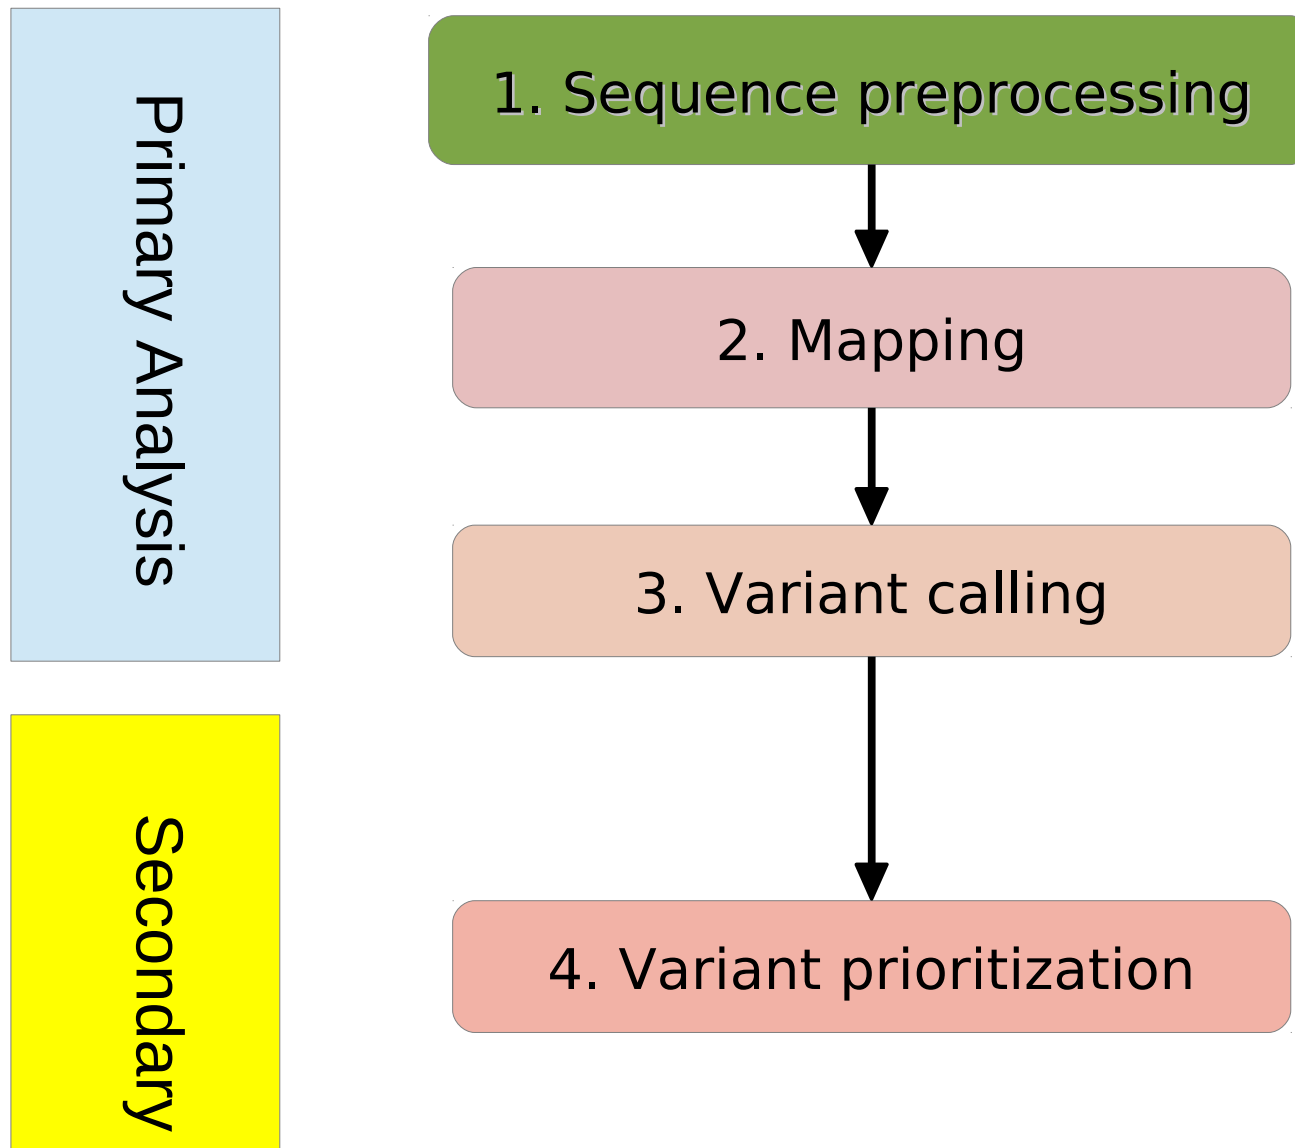 Primary Analysis
1. Sequence preprocessing
2. Mapping
3. Variant calling
Secondary
4. Variant prioritization